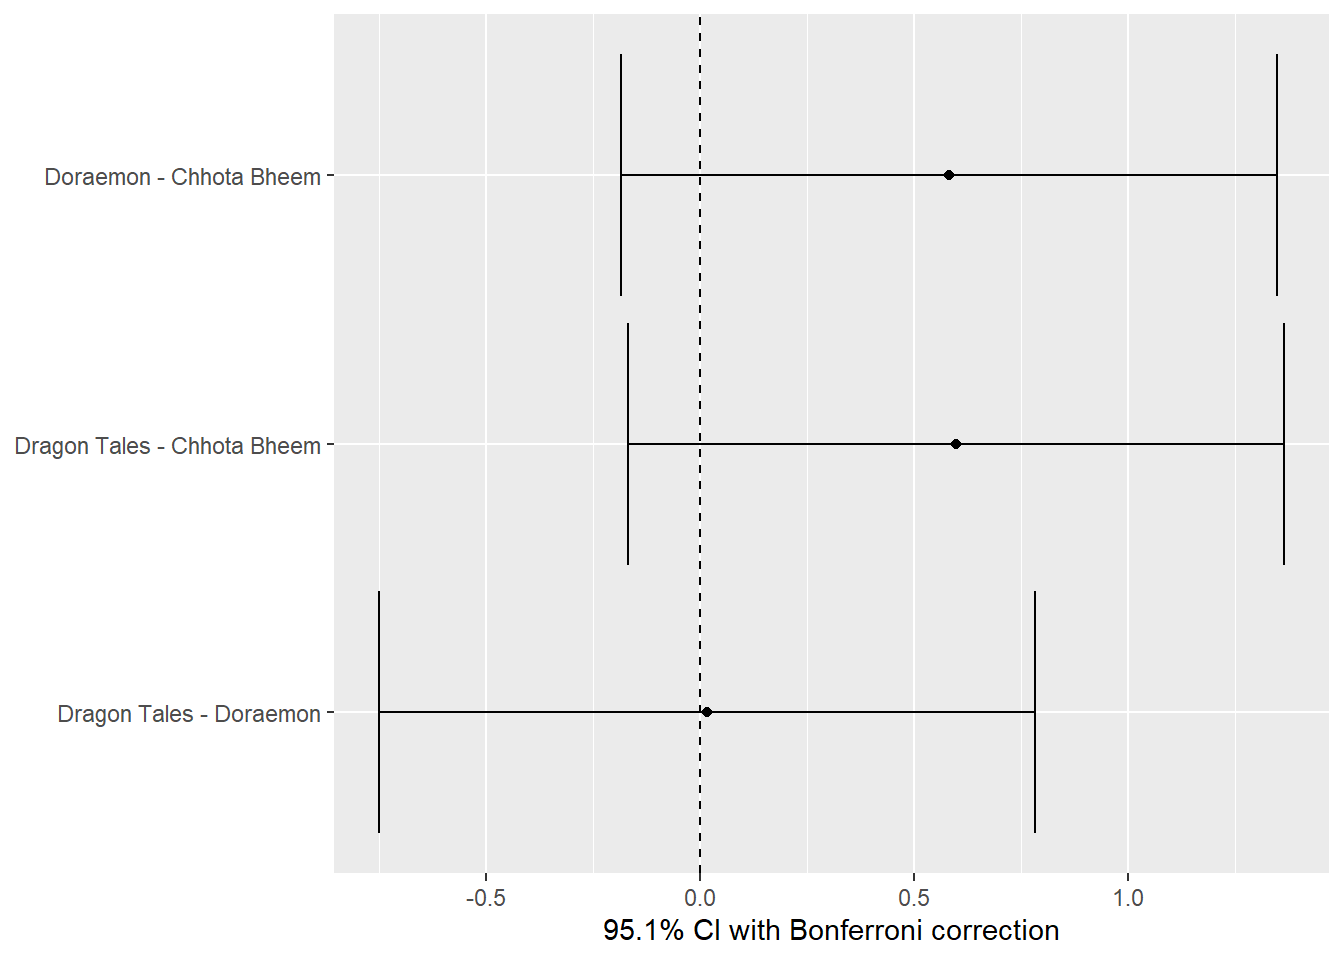 Doraemon - Chhota Bheem
Dragon Tales - Chhota Bheem
Dragon Tales - Doraemon
-0.5 0.0 0.5 1.0
95.1% CI with Bonferroni correction